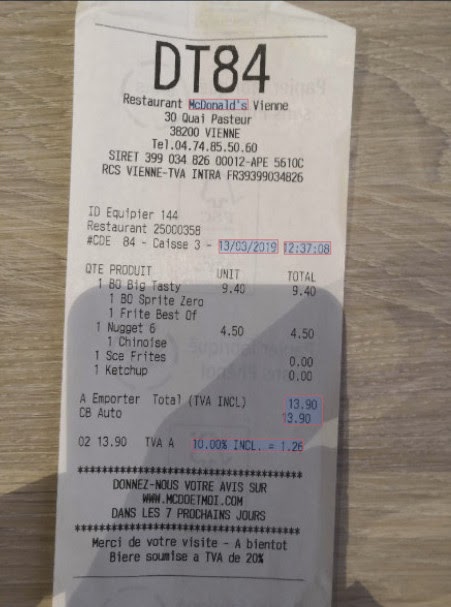 DT84
Restaurant McDonald's Vienne
30 Quai Pasteur
38200 VIENNE
Tel.04.74.85.50.60
SIRET 399 034 826 00012-APE 5610C
RCS VIENNE-TVA INTRA FR39399034826
ID Equipier 144
Restaurant 25000358
#CDE 84 - Caisse 3 - 13/03/2019 12:37:08
QTE PRODUIT UNIT TOTAL
1 BO Big Tasty 9.40 9.40
1 BO Sprite Zero
1 Frite Best Of
1 Nugget 6 4.50 4.50
1 Chinoise
1 Sce Frites 0.00
1 Ketchup 0.00
A Emporter Total (TVA INCL) 13.90
CB Auto 13.90
02 13.90 TVA A 10.00% INCL. = 1.26
********************************
DONNEZ-NOUS VOTRE AVIS SUR
WWW.MCDOETMOI.COM
DANS LES 7 PROCHAINS JOURS
********************************
Merci de votre visite - A bientot
Biere soumise a TVA de 20%